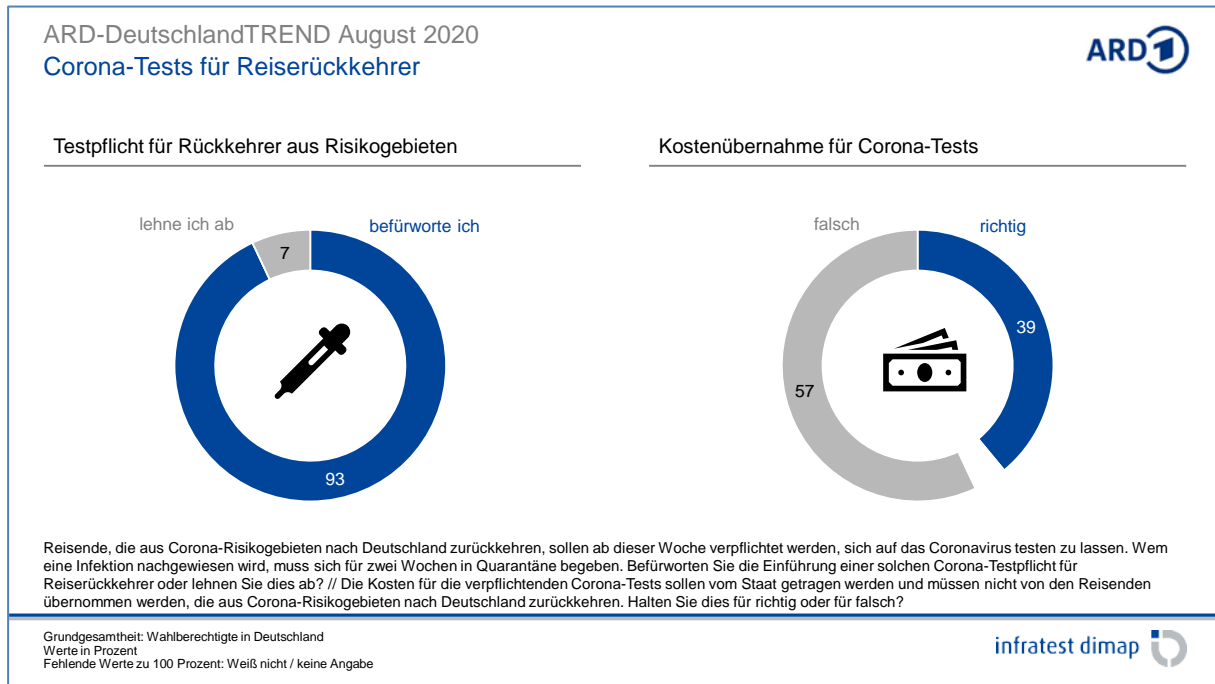 ARD-DeutschlandTREND August 2020
Corona-Tests für Reiserückkehrer
ARD 1
Testpflicht für Rückkehrer aus Risikogebieten
Kostenübernahme für Corona-Tests
lehne ich ab
befürworte ich
7
93
falsch
richtig
39
57
Reisende, die aus Corona-Risikogebieten nach Deutschland zurückkehren, sollen ab dieser Woche verpflichtet werden, sich auf das Coronavirus testen zu lassen. Wem
eine Infektion nachgewiesen wird, muss sich für zwei Wochen in Quarantäne begeben. Befürworten Sie die Einführung einer solchen Corona-Testpflicht für
Reiserückkehrer oder lehnen Sie dies ab? // Die Kosten für die verpflichtenden Corona-Tests sollen vom Staat getragen werden und müssen nicht von den Reisenden
übernommen werden, die aus Corona-Risikogebieten nach Deutschland zurückkehren. Halten Sie dies für richtig oder für falsch?
Grundgesamtheit: Wahlberechtigte in Deutschland
Werte in Prozent
Fehlende Werte zu 100 Prozent: Weiß nicht / keine Angabe
infratest dimap